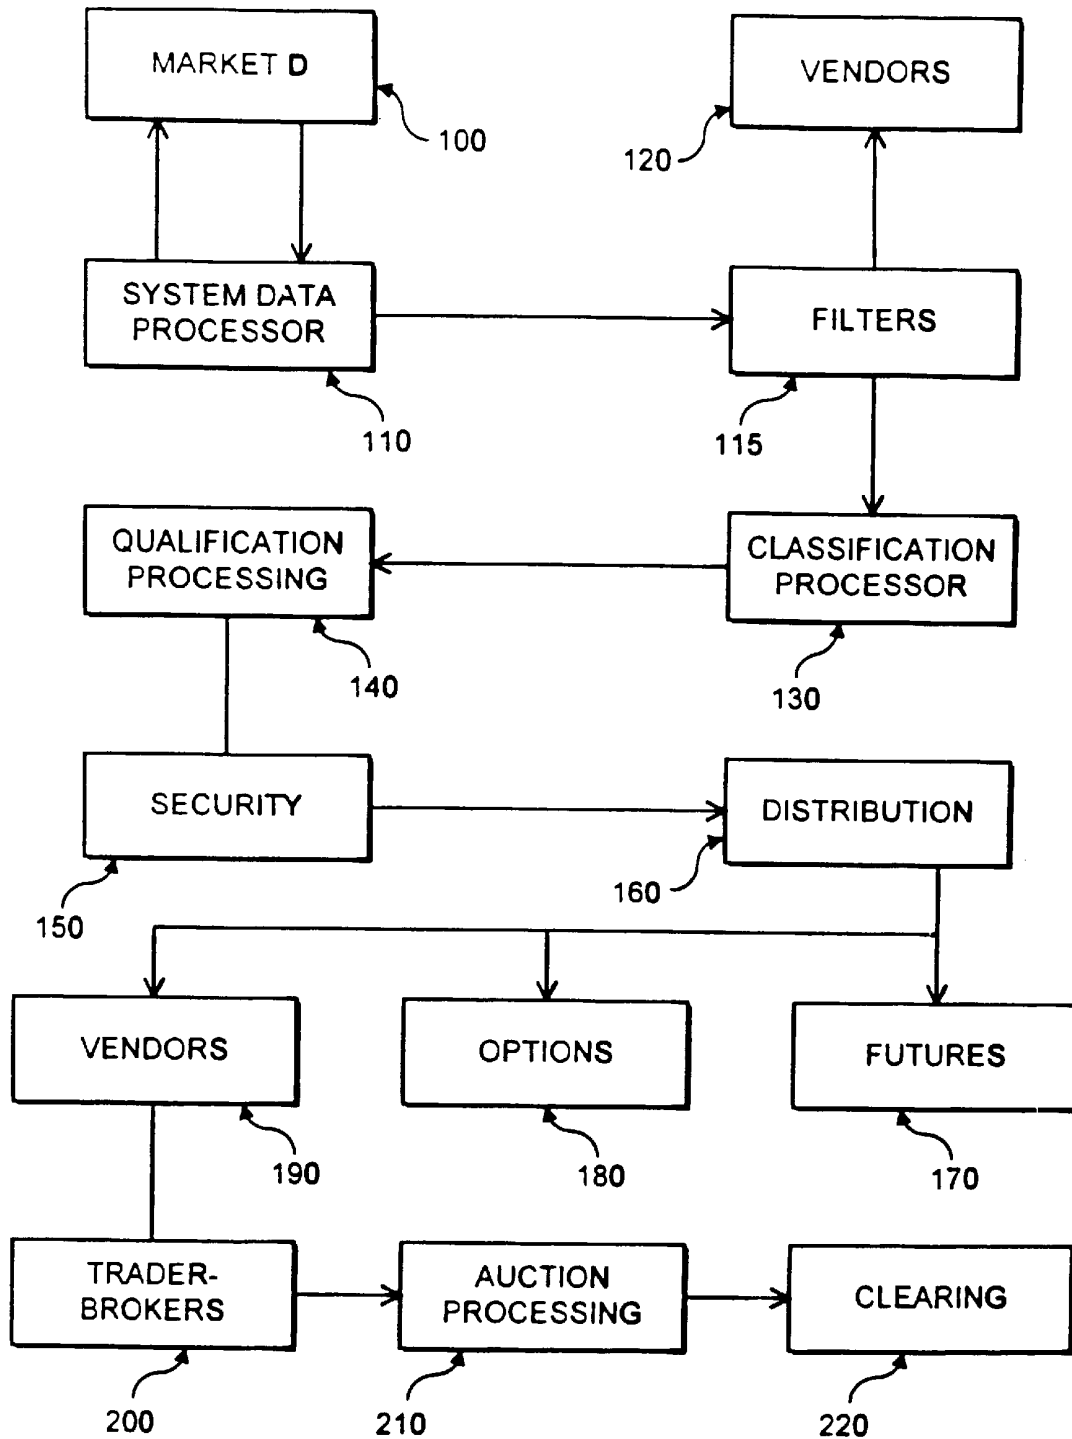 MARKET D
100
VENDORS
120
SYSTEM DATA
PROCESSOR
110
FILTERS
115
QUALIFICATION
PROCESSING
140
CLASSIFICATION
PROCESSOR
130
SECURITY
150
DISTRIBUTION
160
VENDORS
190
OPTIONS
180
FUTURES
170
TRADER-
BROKERS
200
AUCTION
PROCESSING
210
CLEARING
220